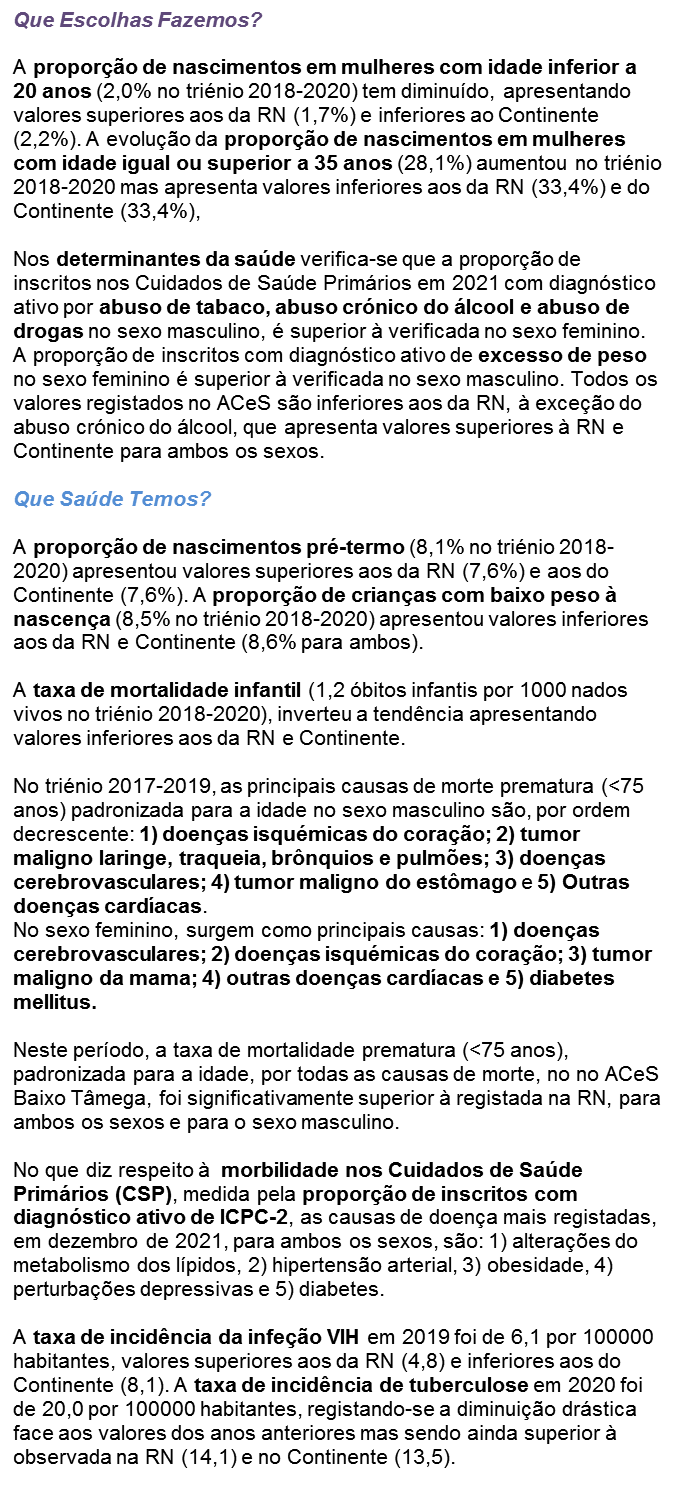 Que Escolhas Fazemos?
A proporção de nascimentos em mulheres com idade inferior a
20 anos (2,0% no triénio 2018-2020) tem diminuído, apresentando
valores superiores aos da RN (1,7%) e inferiores ao Continente
(2,2%). A evolução da proporção de nascimentos em mulheres
com idade igual ou superior a 35 anos (28,1%) aumentou no triénio
2018-2020 mas apresenta valores inferiores aos da RN (33,4%) e do
Continente (33,4%),
Nos determinantes da saúde verifica-se que a proporção de
inscritos nos Cuidados de Saúde Primários em 2021 com diagnóstico
ativo por abuso de tabaco, abuso crónico do álcool e abuso de
drogas no sexo masculino, é superior à verificada no sexo feminino.
A proporção de inscritos com diagnóstico ativo de excesso de peso
no sexo feminino é superior à verificada no sexo masculino. Todos os
valores registados no ACeS são inferiores aos da RN, à exceção do
abuso crónico do álcool, que apresenta valores superiores à RN e
Continente para ambos os sexos.
Que Saúde Temos?
A proporção de nascimentos pré-termo (8,1% no triénio 2018-
2020) apresentou valores superiores aos da RN (7,6%) e aos do
Continente (7,6%). A proporção de crianças com baixo peso à
nascença (8,5% no triénio 2018-2020) apresentou valores inferiores
aos da RN e Continente (8,6% para ambos).
A taxa de mortalidade infantil (1,2 óbitos infantis por 1000 nados
vivos no triénio 2018-2020), inverteu a tendência apresentando
valores inferiores aos da RN e Continente.
No triénio 2017-2019, as principais causas de morte prematura (<75
anos) padronizada para a idade no sexo masculino são, por ordem
decrescente: 1) doenças isquémicas do coração; 2) tumor
maligno laringe, traqueia, brônquios e pulmões; 3) doenças
cerebrovasculares; 4) tumor maligno do estômago e 5) Outras
doenças cardíacas.
No sexo feminino, surgem como principais causas: 1) doenças
cerebrovasculares; 2) doenças isquémicas do coração; 3) tumor
maligno da mama; 4) outras doenças cardíacas e 5) diabetes
mellitus.
Neste período, a taxa de mortalidade prematura (<75 anos),
padronizada para a idade, por todas as causas de morte, no no ACeS
Baixo Tâmega, foi significativamente superior à registada na RN, para
ambos os sexos e para o sexo masculino.
No que diz respeito à morbilidade nos Cuidados de Saúde
Primários (CSP), medida pela proporção de inscritos com
diagnóstico ativo de ICPC-2, as causas de doença mais registadas,
em dezembro de 2021, para ambos os sexos, são: 1) alterações do
metabolismo dos lípidos, 2) hipertensão arterial, 3) obesidade, 4)
perturbações depressivas e 5) diabetes.
A taxa de incidência da infeção VIH em 2019 foi de 6,1 por 100000
habitantes, valores superiores aos da RN (4,8) e inferiores aos do
Continente (8,1). A taxa de incidência de tuberculose em 2020 foi
de 20,0 por 100000 habitantes, registando-se a diminuição drástica
face aos valores dos anos anteriores mas sendo ainda superior à
observada na RN (14,1) e no Continente (13,5).